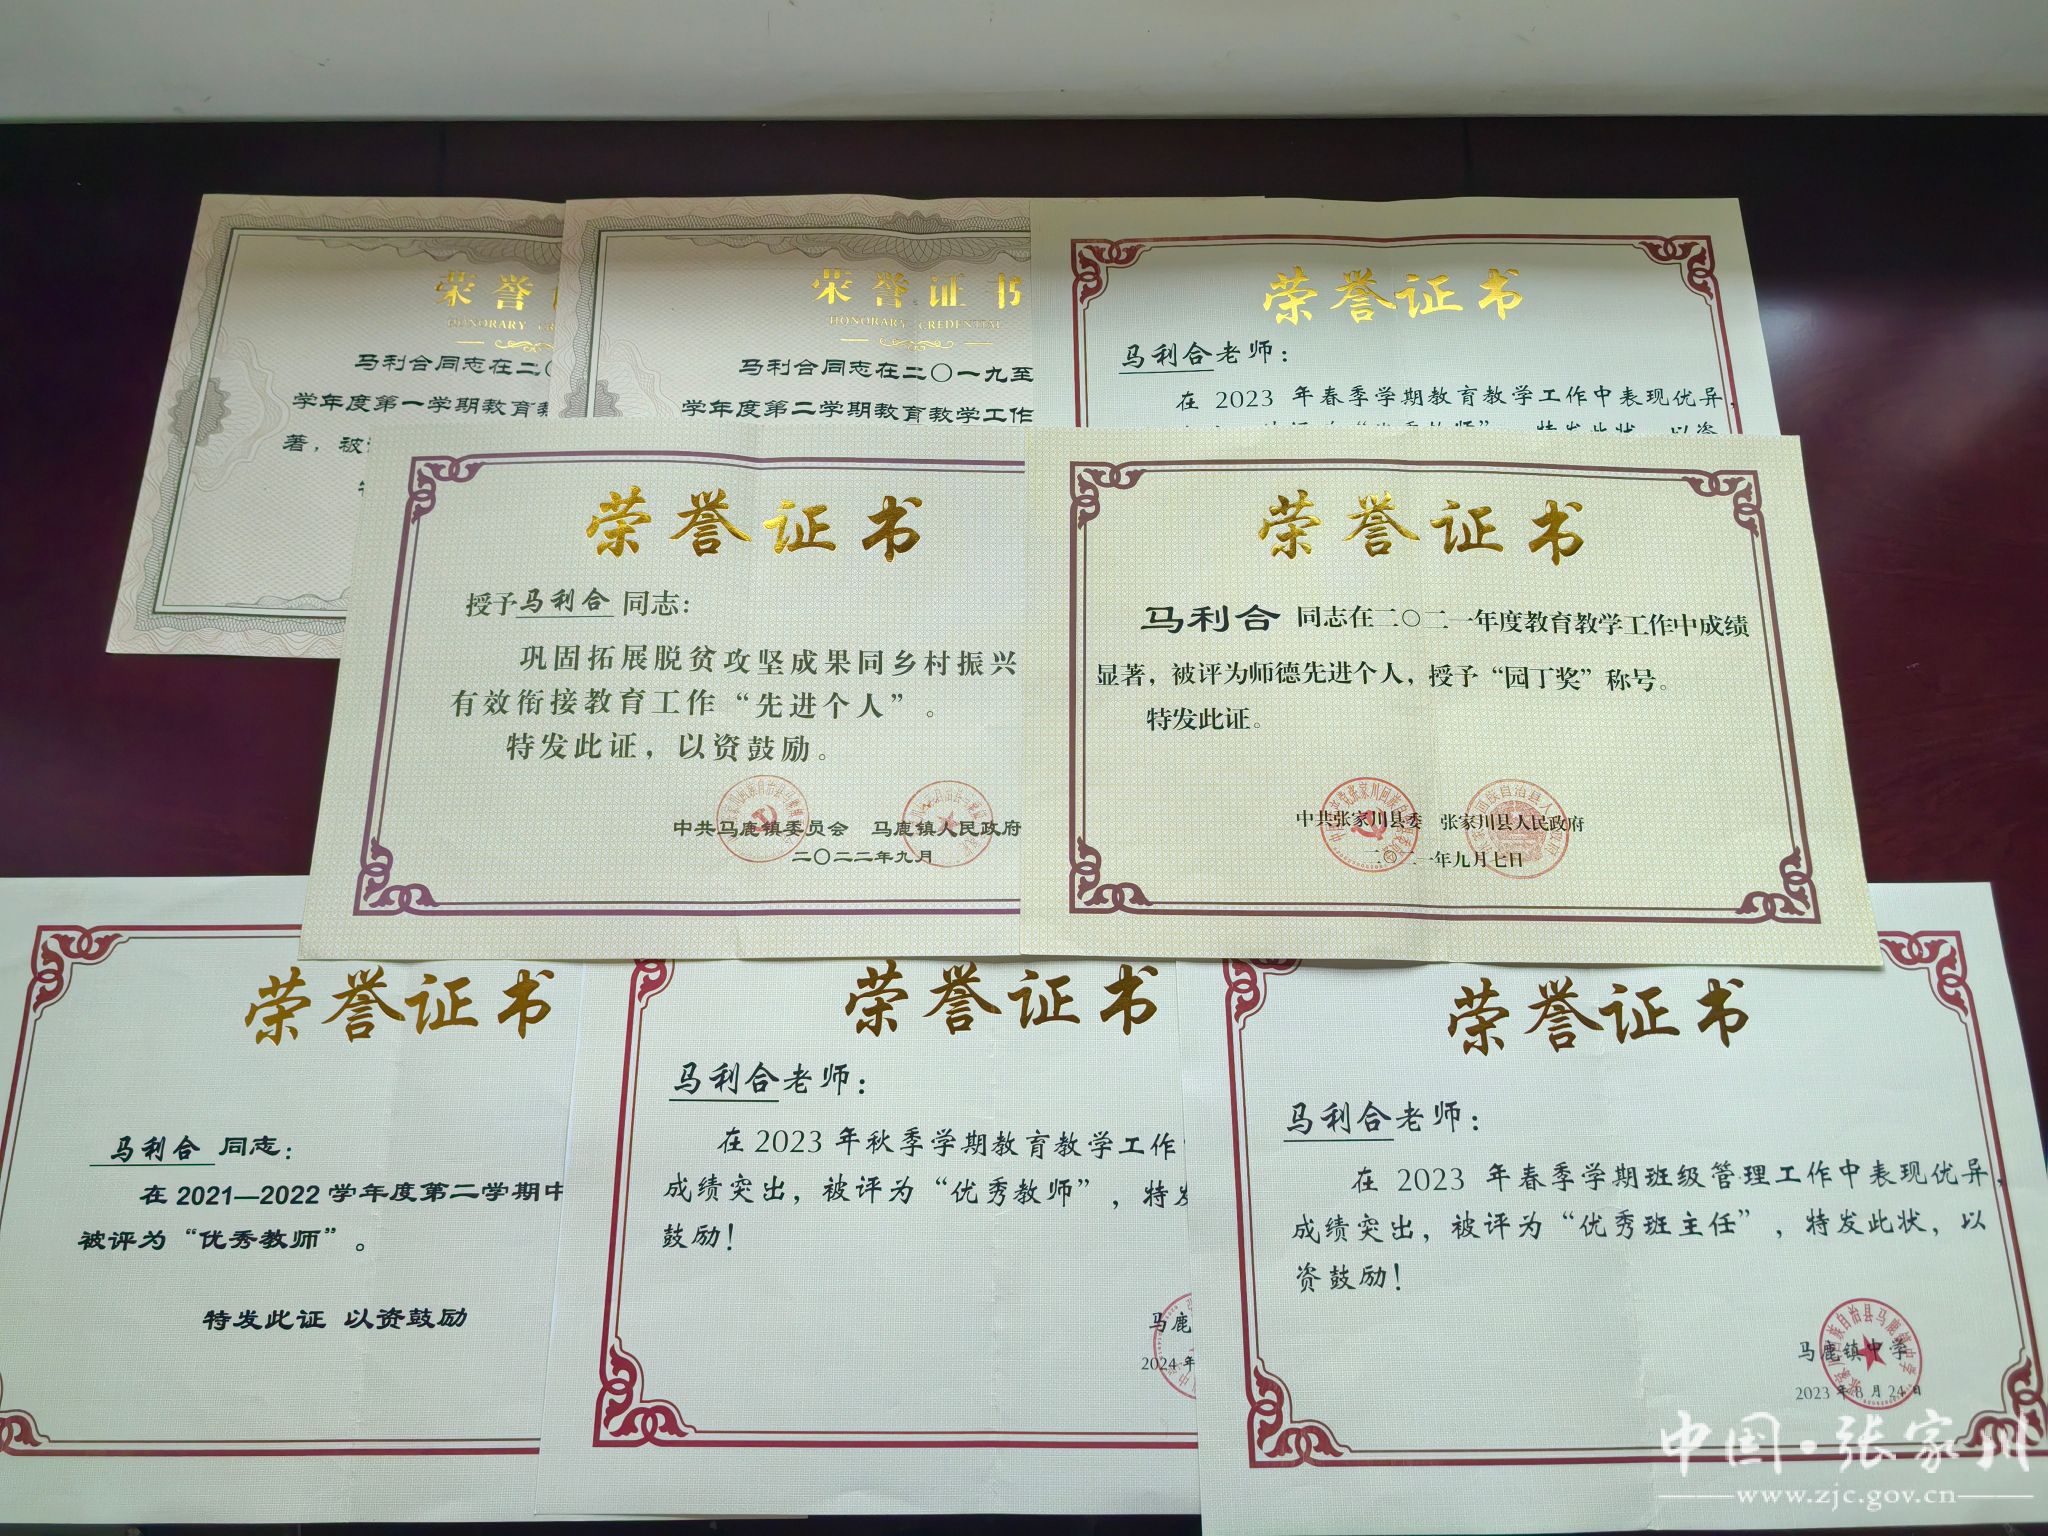 荣誉
HONORARY
马利合同志在二〇
学年度第一学期教育
著，被
荣誉证书
HONORARY CREDENTIAL
马利合同志在二〇一九至
学年度第二学期教育教学工作
荣誉证书
马利合老师：
在 2023 年春季学期教育教学工作中表现优异，
荣誉证书
授予马利合 同志：
巩固拓展脱贫攻坚成果同乡村振兴
有效衔接教育工作“先进个人”。
特发此证，以资鼓励。
中共马鹿镇委员会 马鹿镇人民政府
二〇二二年九月
荣誉证书
马利合 同志在二〇二一年度教育教学工作中成绩
显著，被评为师德先进个人，授予“园丁奖”称号。
特发此证。
中共张家川县委 张家川县人民政府
二〇二一年九月七日
荣誉证书
马利合 同志：
在 2021—2022 学年度第二学期中
被评为“优秀教师”。
特发此证 以资鼓励
荣誉证书
马利合老师：
在 2023 年秋季学期教育教学工作
成绩突出，被评为“优秀教师”，特
鼓励！
马鹿
2024 年
荣誉证书
马利合老师：
在 2023 年春季学期班级管理工作中表现优异，
成绩突出，被评为“优秀班主任”，特发此状，以
资鼓励！
马鹿镇中学
2023 年 8 月 24 日
中国·张家川
www.zjc.gov.cn